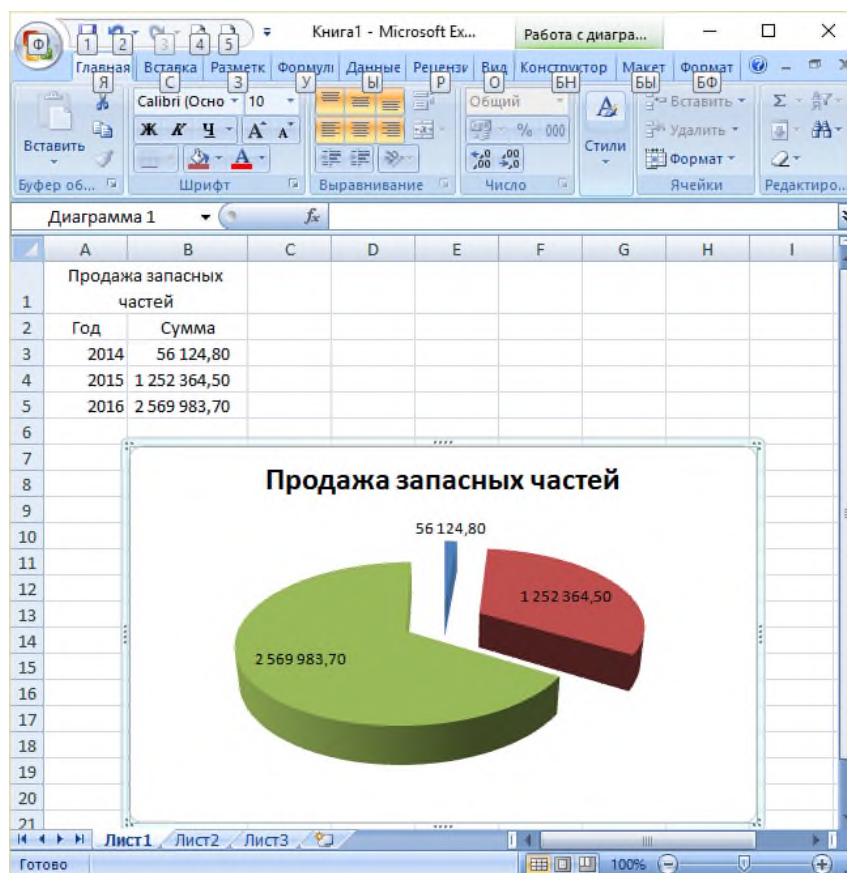 Книга1 - Microsoft Ex... Работа с диагра...
Ф 1 2 3 4 5
Главная Вставка Разметк Формулы Данные Рецензи Вид Конструктор Макет Формат
Я С З У Ы Р О БН БЫ БФ
Calibri (Осно 10 Общий Вставить Σ
Вставить Ж К Ч A A % 000 Стили Удалить
A ,0 ,00 ,00 ,0 Формат
Буфер об... Шрифт Выравнивание Число Ячейки Редактиро...
Диаграмма 1 fx
A B C D E F G H I
1 Продажа запасных
частей
2 Год Сумма
3 2014 56 124,80
4 2015 1 252 364,50
5 2016 2 569 983,70
6
7
8
9
10
11
12
13
14
15
16
17
18
19
20
21
Продажа запасных частей
56 124,80
1 252 364,50
2 569 983,70
Лист1 Лист2 Лист3
Готово 100%